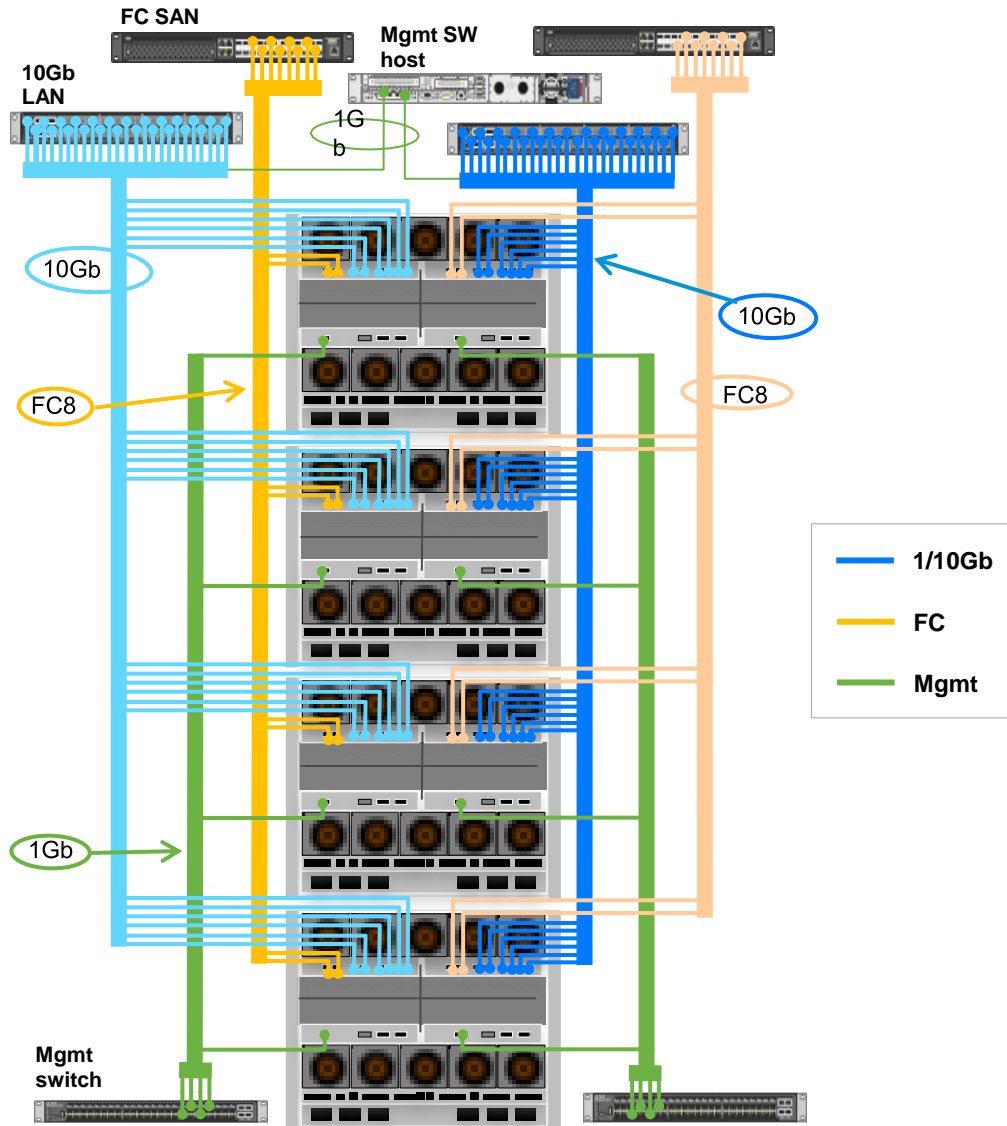 FC SAN
Mgmt SW
host
10Gb
LAN
1G
b
10Gb
10Gb
FC8
FC8
1/10Gb
FC
Mgmt
1Gb
Mgmt
switch